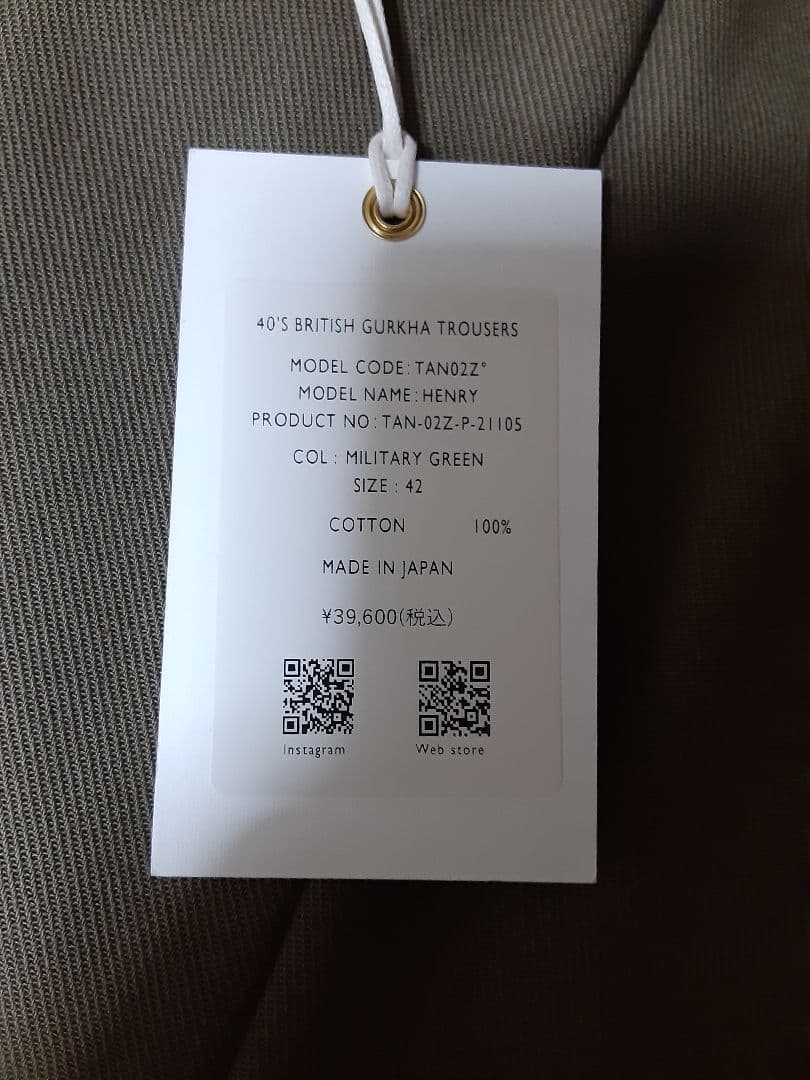 40'S BRITISH GURKHA TROUSERS
MODEL CODE: TAN02Z°
MODEL NAME: HENRY
PRODUCT NO: TAN-02Z-P-21105
COL : MILITARY GREEN
SIZE : 42
COTTON 100%
MADE IN JAPAN
¥39,600(税込)
Instagram Web store